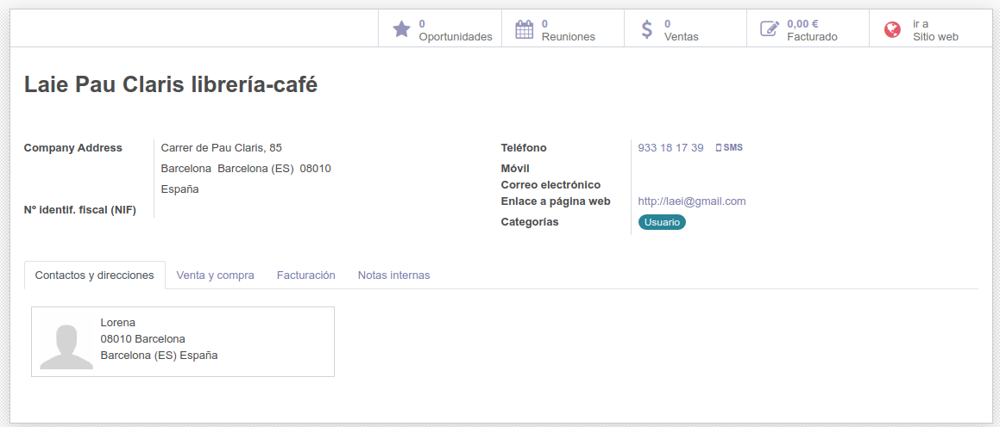 0
Oportunidades
0
Reuniones
0
Ventas
0,00 €
Facturado
ir a
Sitio web
Laie Pau Claris librería-café
Company Address
Carrer de Pau Claris, 85
Barcelona Barcelona (ES) 08010
España
Nº identif. fiscal (NIF)
Teléfono
933 18 17 39 SMS
Móvil
Correo electrónico
Enlace a página web
http://laei@gmail.com
Categorías
Usuario
Contactos y direcciones
Venta y compra
Facturación
Notas internas
Lorena
08010 Barcelona
Barcelona (ES) España